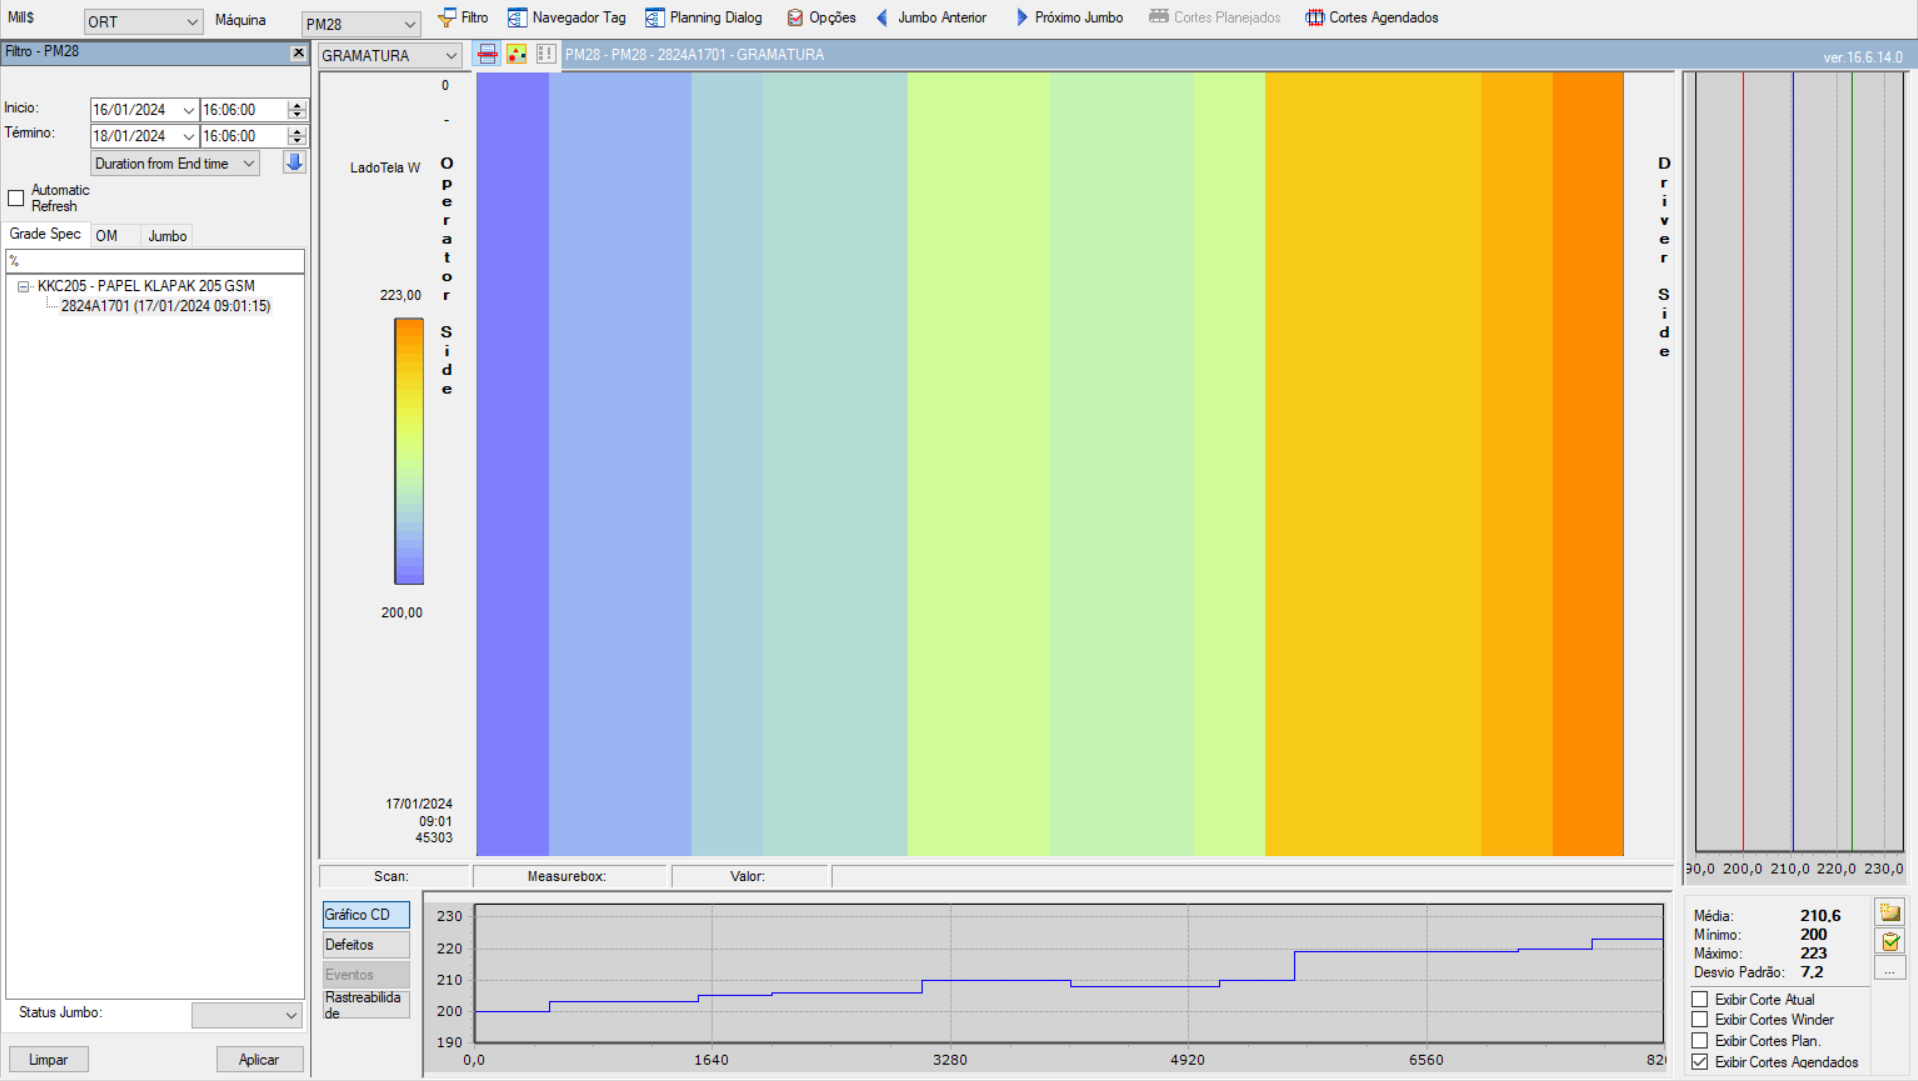 Mill$ ORT Máquina PM28 Filtro Navegador Tag Planning Dialog Opções Jumbo Anterior Próximo Jumbo Cortes Planejados Cortes Agendados
Filtro - PM28
GRAMATURA PM28 - PM28 - 2824A1701 - GRAMATURA ver.16.6.14.0
Inicio: 16/01/2024 16:06:00
Término: 18/01/2024 16:06:00
Duration from End time
Automatic
Refresh
Grade Spec OM Jumbo
%
KKC205 - PAPEL KLAPAK 205 GSM
2824A1701 (17/01/2024 09:01:15)
Status Jumbo:
Limpar Aplicar
0
-
LadoTela W
Operator Side
223,00
200,00
17/01/2024
09:01
45303
Driver Side
90,0 200,0 210,0 220,0 230,0
Scan: Measurebox: Valor:
Gráfico CD
Defeitos
Eventos
Rastreabilida
de
230
220
210
200
190
0,0 1640 3280 4920 6560 820
Média: 210,6
Mínimo: 200
Máximo: 223
Desvio Padrão: 7,2
...
Exibir Corte Atual
Exibir Cortes Winder
Exibir Cortes Plan.
Exibir Cortes Agendados